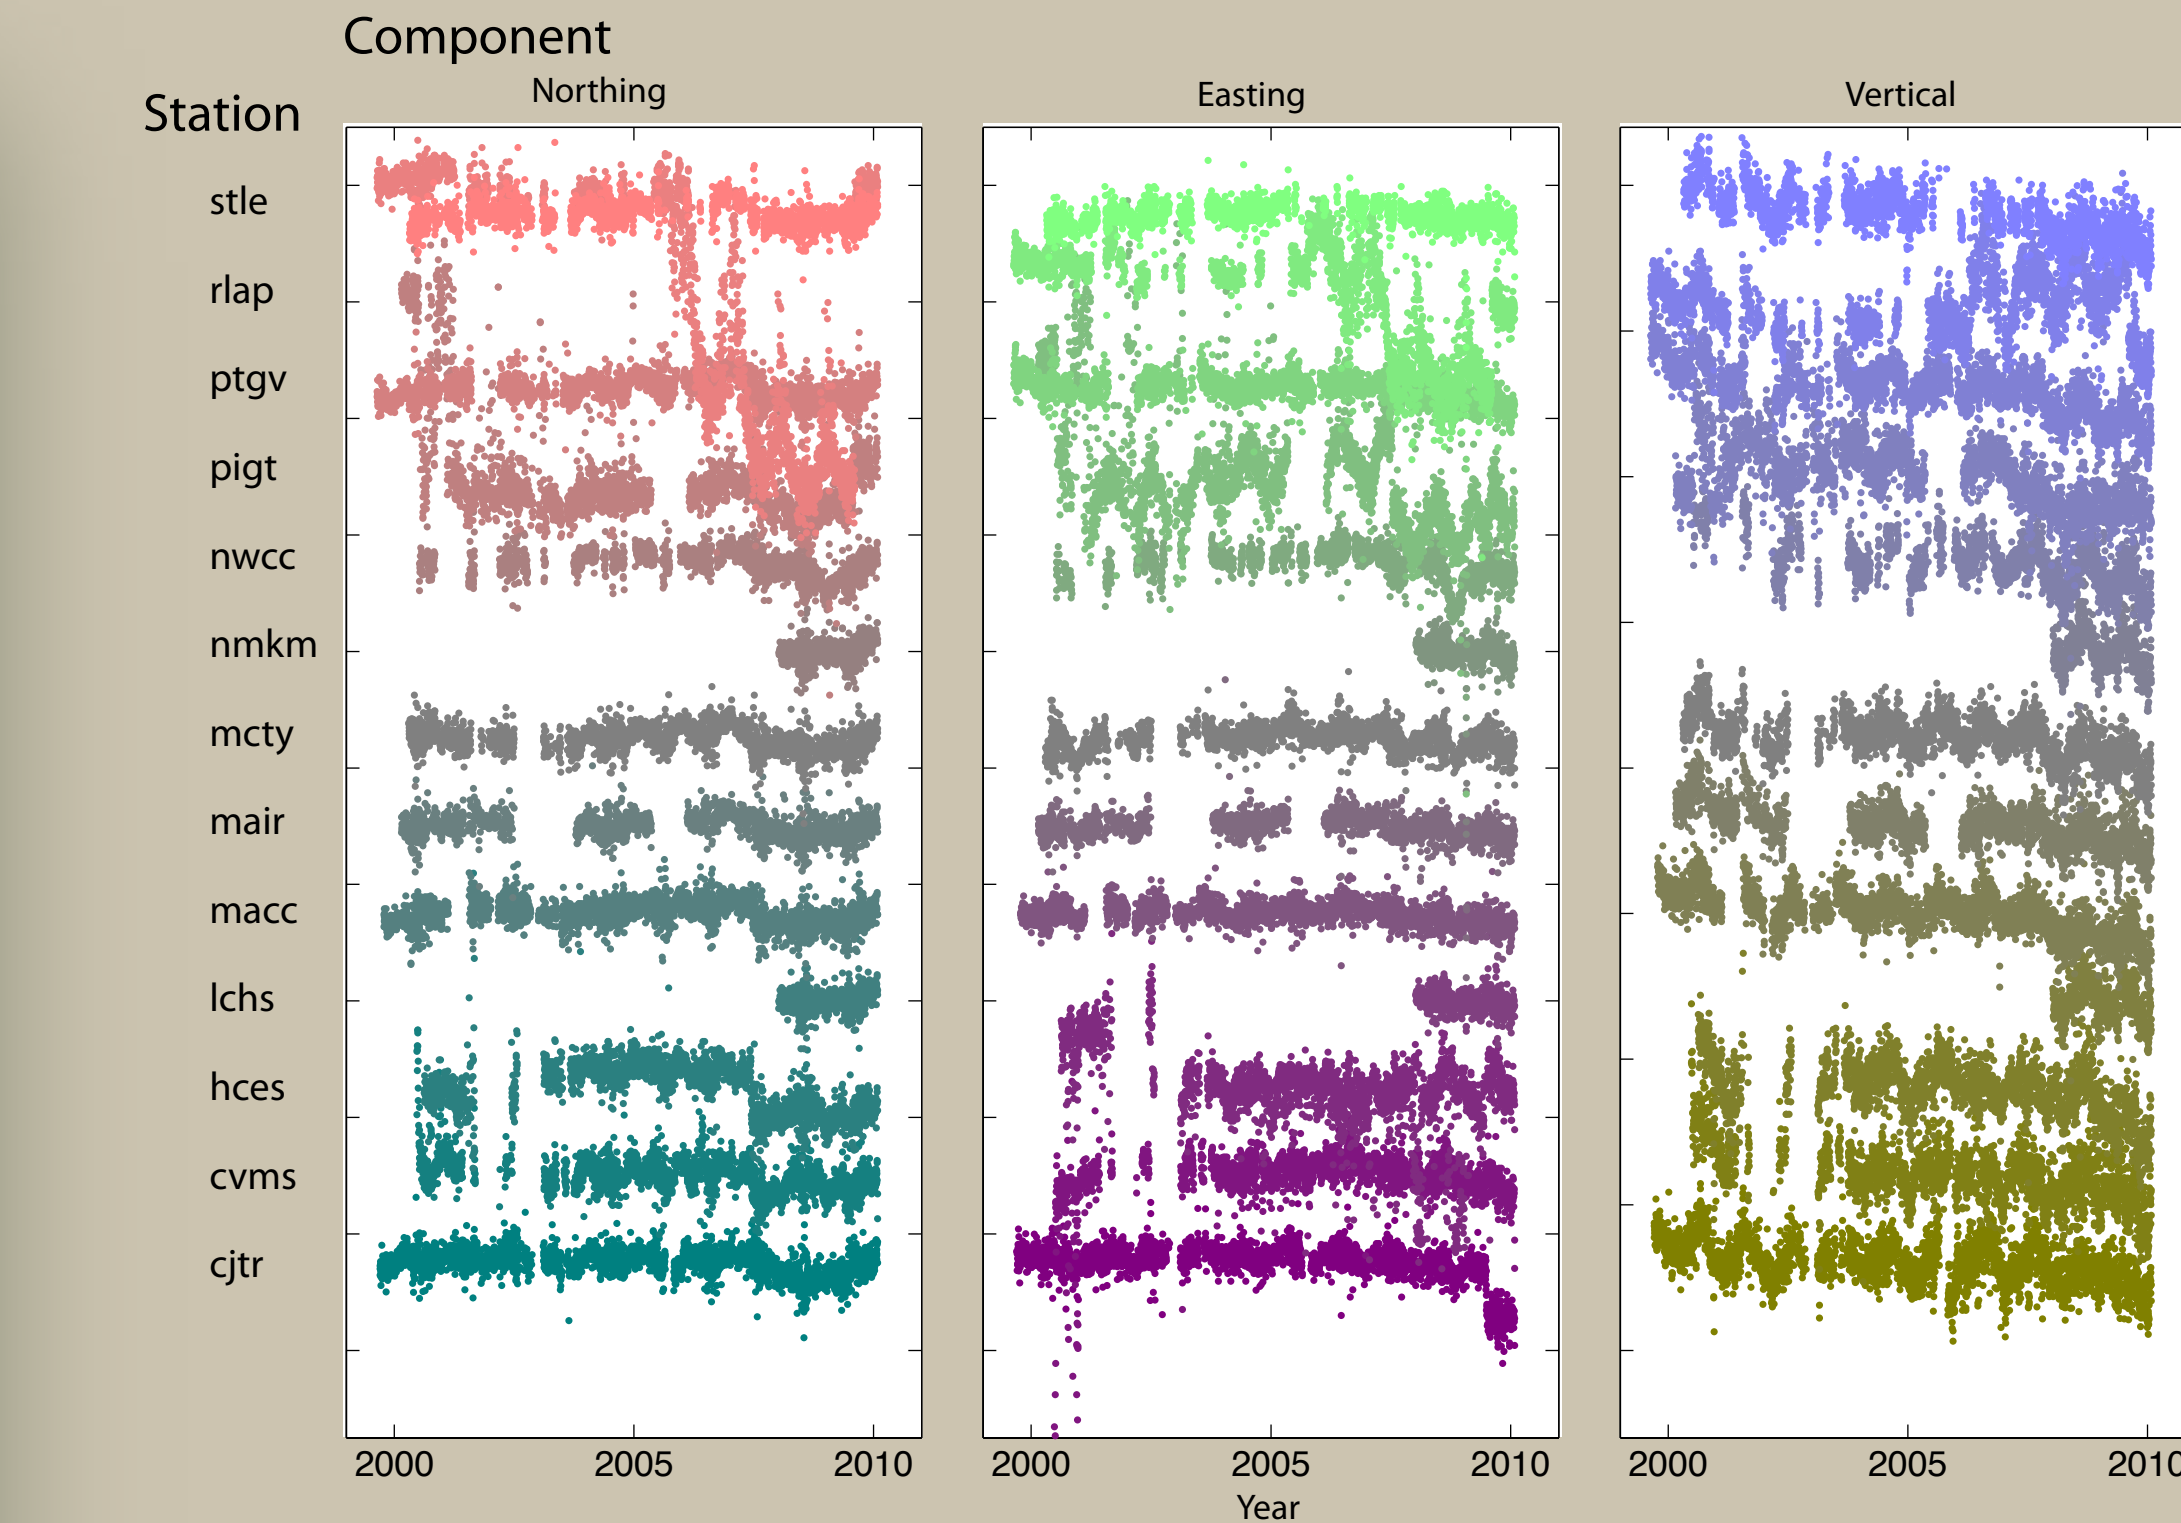 Component
Station
Northing
Easting
Vertical
stle
rlap
ptgv
pigt
nwcc
nmkm
mcty
mair
macc
lchs
hces
cvms
cjtr
2000 2005 2010
2000 2005 2010
2000 2005 2010
Year